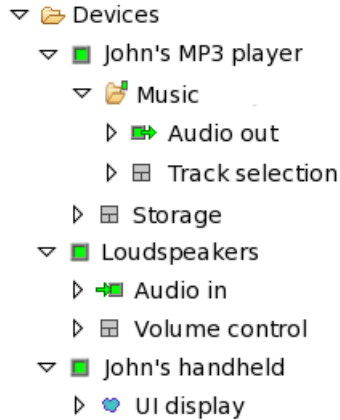 Devices
John's MP3 player
Music
Audio out
Track selection
Storage
Loudspeakers
Audio in
Volume control
John's handheld
UI display